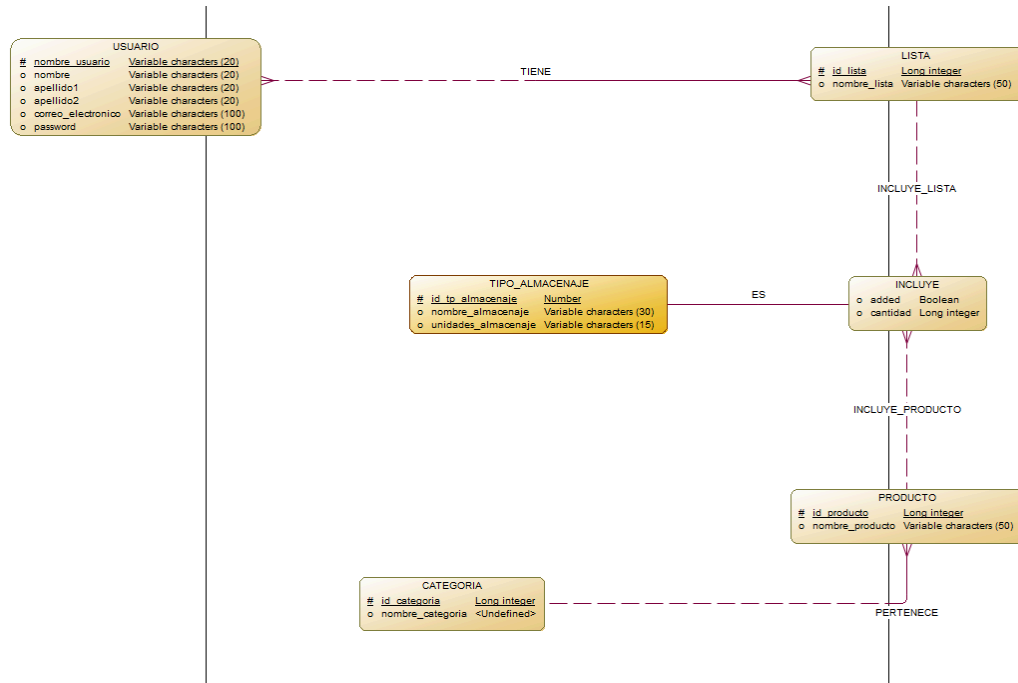 USUARIO
# nombre_usuario Variable characters (20)
o nombre Variable characters (20)
o apellido1 Variable characters (20)
o apellido2 Variable characters (20)
o correo_electronico Variable characters (100)
o password Variable characters (100)
TIENE
LISTA
# id_lista Long integer
o nombre_lista Variable characters (50)
INCLUYE_LISTA
TIPO_ALMACENAJE
# id_tp_almacenaje Number
o nombre_almacenaje Variable characters (30)
o unidades_almacenaje Variable characters (15)
ES
INCLUYE
o added Boolean
o cantidad Long integer
INCLUYE_PRODUCTO
PRODUCTO
# id_producto Long integer
o nombre_producto Variable characters (50)
CATEGORIA
# id_categoria Long integer
o nombre_categoria <Undefined>
PERTENECE